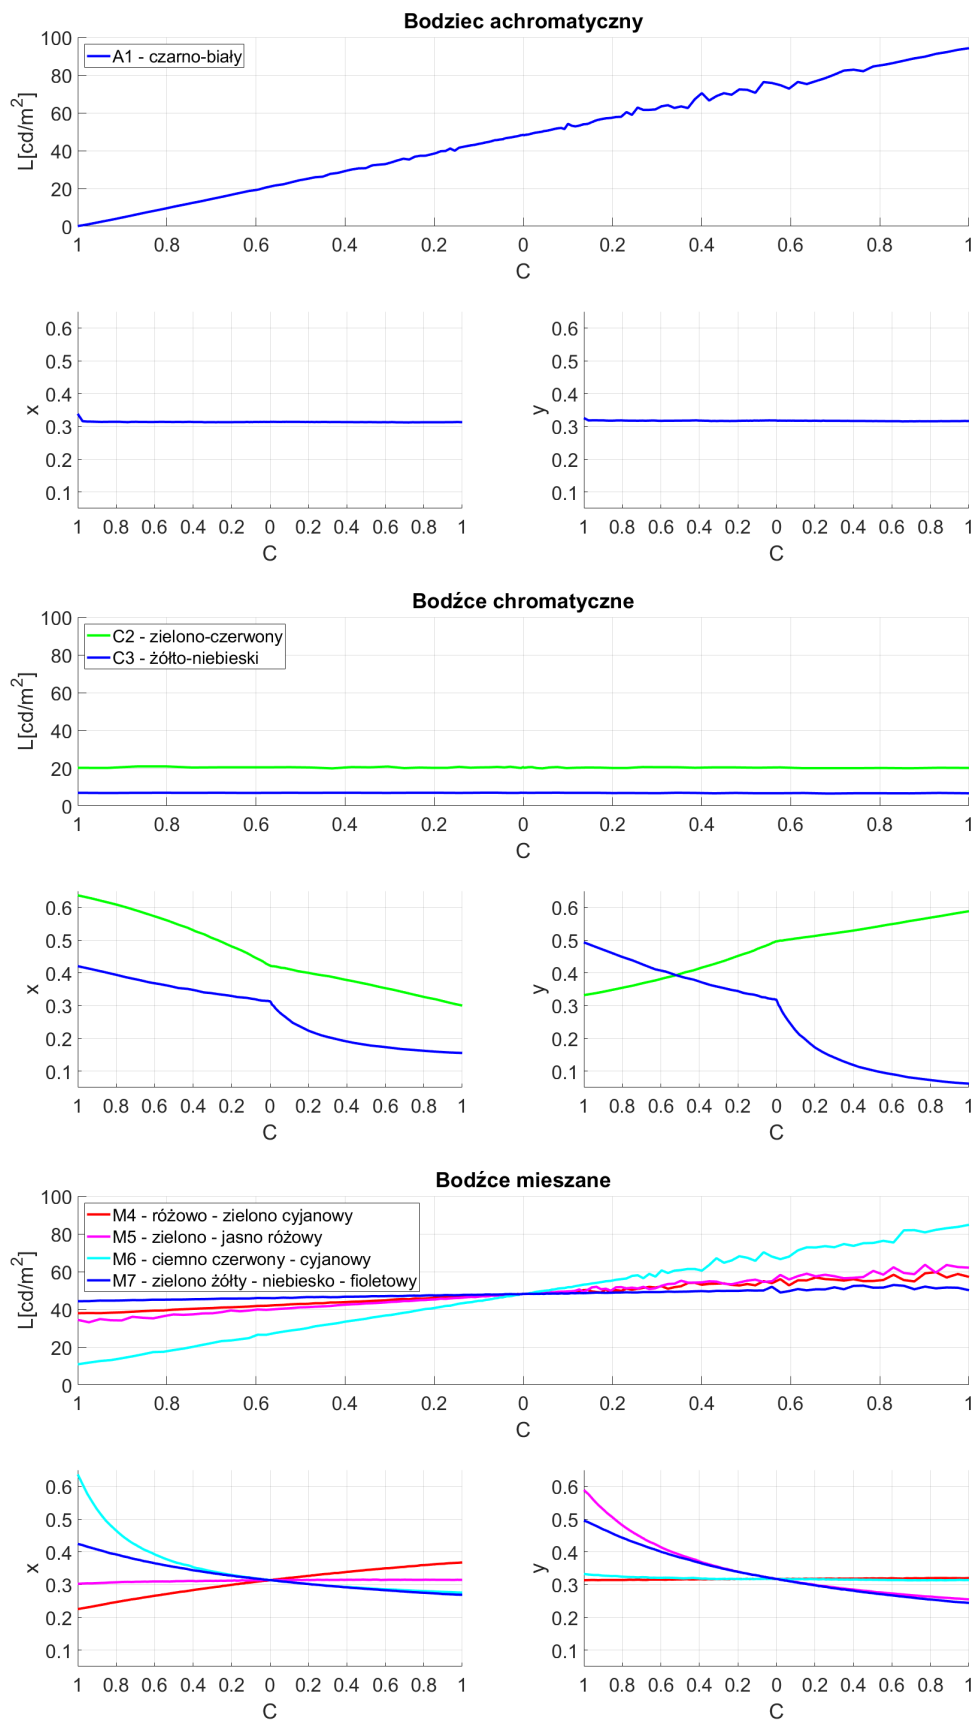 Bodziec achromatyczny
A1 - czarno-biały
100
80
60
40
20
0
L[cd/m²]
1 0.8 0.6 0.4 0.2 0 0.2 0.4 0.6 0.8 1
C
0.6
0.5
0.4
0.3
0.2
0.1
x
1 0.8 0.6 0.4 0.2 0 0.2 0.4 0.6 0.8 1
C
0.6
0.5
0.4
0.3
0.2
0.1
y
1 0.8 0.6 0.4 0.2 0 0.2 0.4 0.6 0.8 1
C
Bodźce chromatyczne
C2 - zielono-czerwony
C3 - żółto-niebieski
100
80
60
40
20
0
L[cd/m²]
1 0.8 0.6 0.4 0.2 0 0.2 0.4 0.6 0.8 1
C
0.6
0.5
0.4
0.3
0.2
0.1
x
1 0.8 0.6 0.4 0.2 0 0.2 0.4 0.6 0.8 1
C
0.6
0.5
0.4
0.3
0.2
0.1
y
1 0.8 0.6 0.4 0.2 0 0.2 0.4 0.6 0.8 1
C
Bodźce mieszane
M4 - różowo - zielono cyjanowy
M5 - zielono - jasno różowy
M6 - ciemno czerwony - cyjanowy
M7 - zielono żółty - niebiesko - fioletowy
100
80
60
40
20
0
L[cd/m²]
1 0.8 0.6 0.4 0.2 0 0.2 0.4 0.6 0.8 1
C
0.6
0.5
0.4
0.3
0.2
0.1
x
1 0.8 0.6 0.4 0.2 0 0.2 0.4 0.6 0.8 1
C
0.6
0.5
0.4
0.3
0.2
0.1
y
1 0.8 0.6 0.4 0.2 0 0.2 0.4 0.6 0.8 1
C